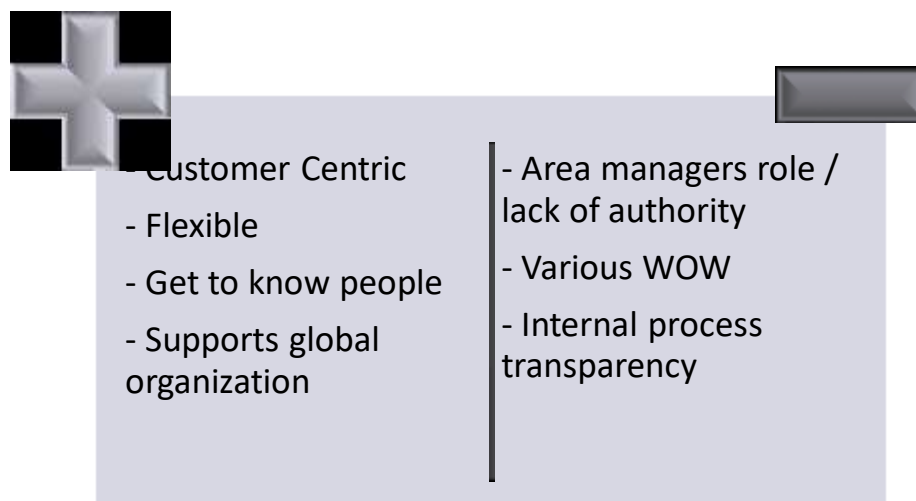 - Customer Centric
- Flexible
- Get to know people
- Supports global
organization
- Area managers role /
lack of authority
- Various WOW
- Internal process
transparency